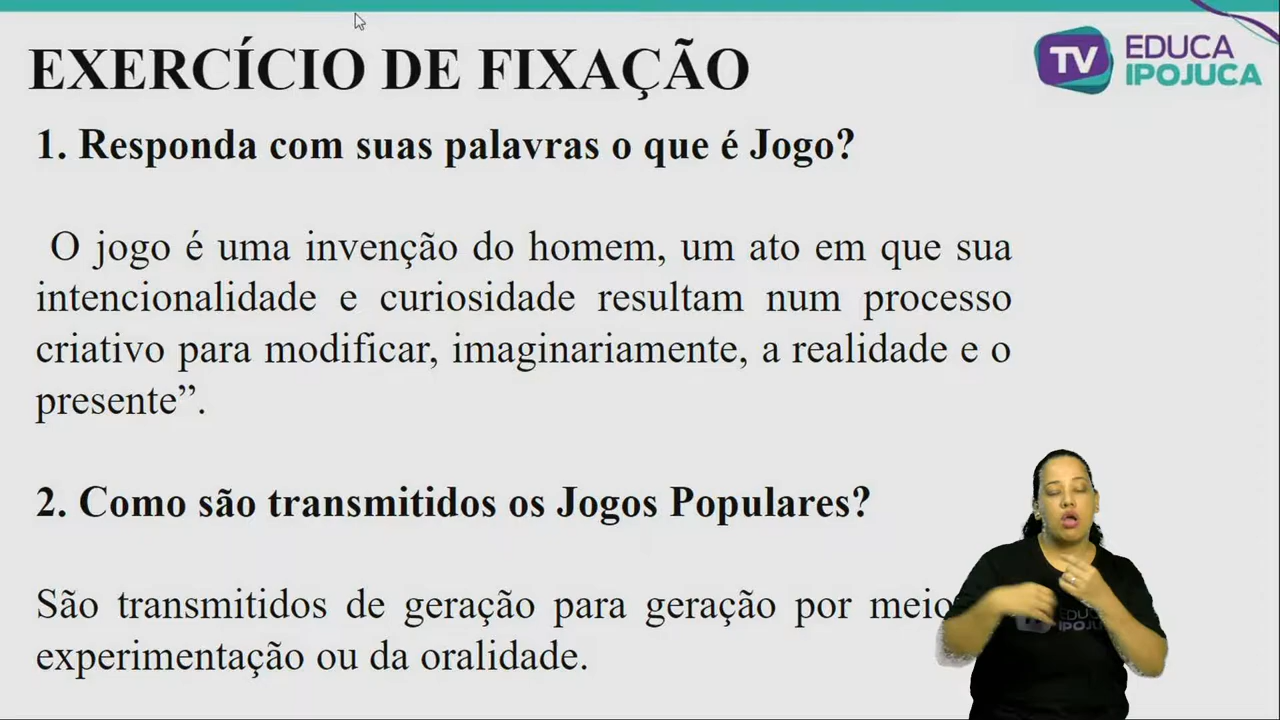 EXERCÍCIO DE FIXAÇÃO
TV EDUCA
IPOJUCA
1. Responda com suas palavras o que é Jogo?
O jogo é uma invenção do homem, um ato em que sua
intencionalidade e curiosidade resultam num processo
criativo para modificar, imaginariamente, a realidade e o
presente”.
2. Como são transmitidos os Jogos Populares?
São transmitidos de geração para geração por meio
experimentação ou da oralidade.